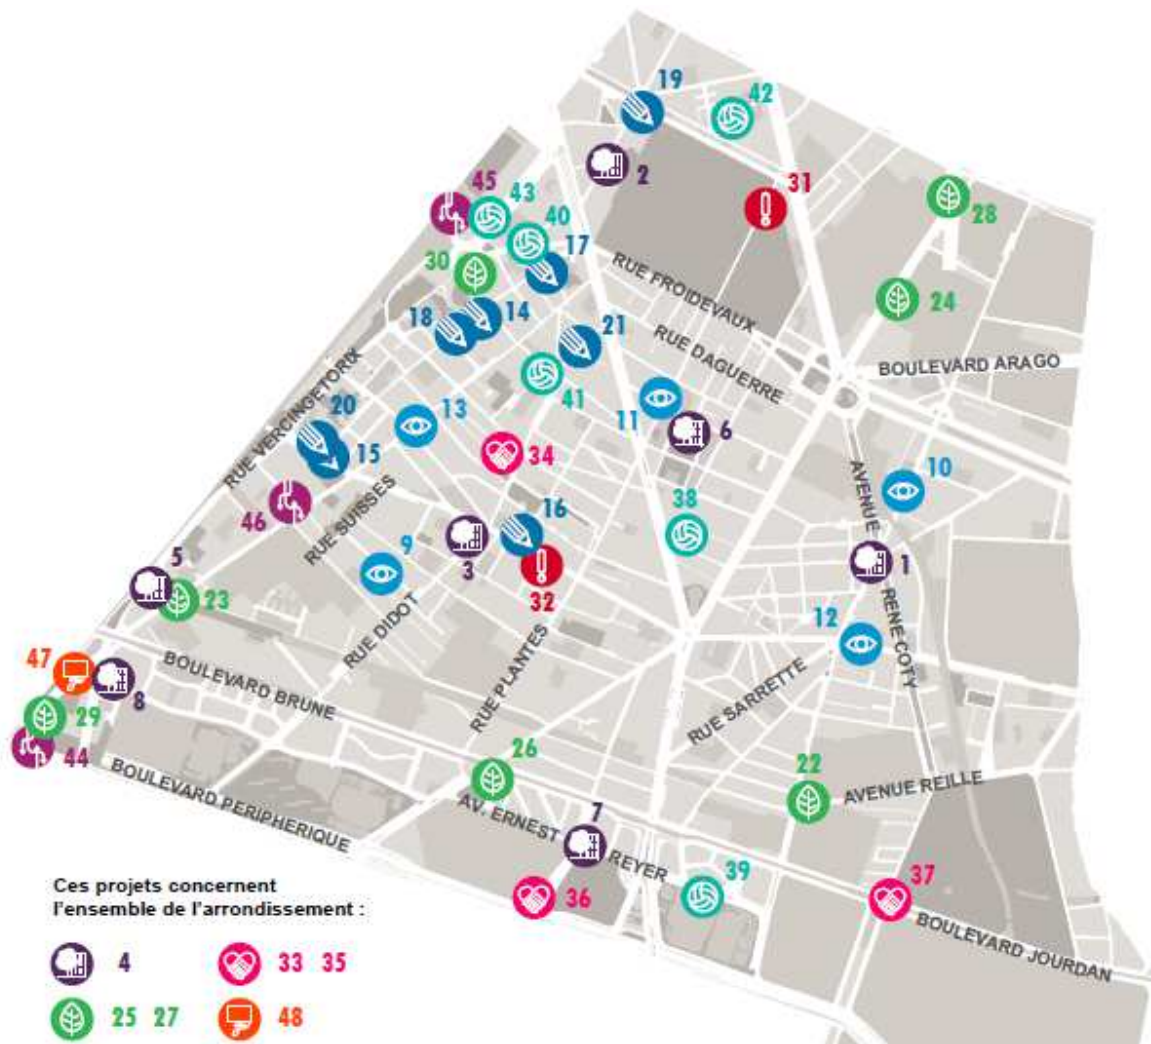 19
42
2
31
45
43
40
28
17
30
RUE FROIDEVAUX
24
18
14
21
RUE DAGUERRE
BOULEVARD ARAGO
41
RUE VERCINGETORIX
20
13
11
6
15
34
AVENUE RENE COTY
10
46
RUE SUISSES
16
38
5
9
3
1
23
32
12
RUE DIDOT
47
8
BOULEVARD BRUNE
RUE PLANTES
RUE SARRETTE
29
44
BOULEVARD PERIPHERIQUE
26
22
AVENUE REILLE
AV. ERNEST REYER
7
39
37
36
BOULEVARD JOURDAN
Ces projets concernent
l'ensemble de l'arrondissement :
4
33 35
25 27
48